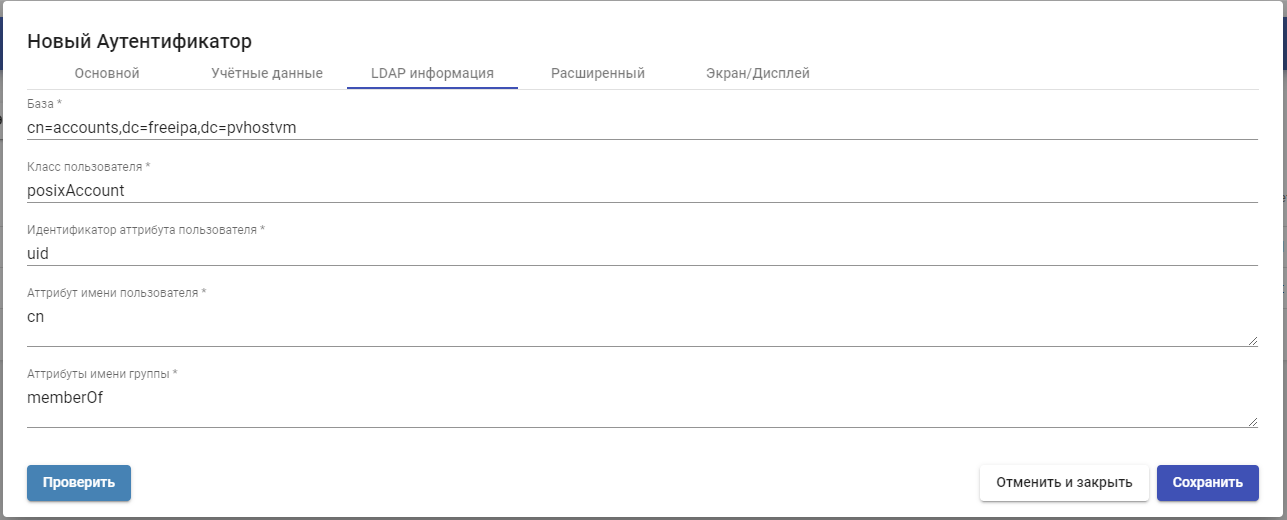 Новый Аутентификатор
Основной Учётные данные LDAP информация Расширенный Экран/Дисплей
База *
cn=accounts,dc=freeipa,dc=pvhostvm
Класс пользователя *
posixAccount
Идентификатор аттрибута пользователя *
uid
Аттрибут имени пользователя *
cn
Аттрибуты имени группы *
memberOf
Проверить Отменить и закрыть Сохранить